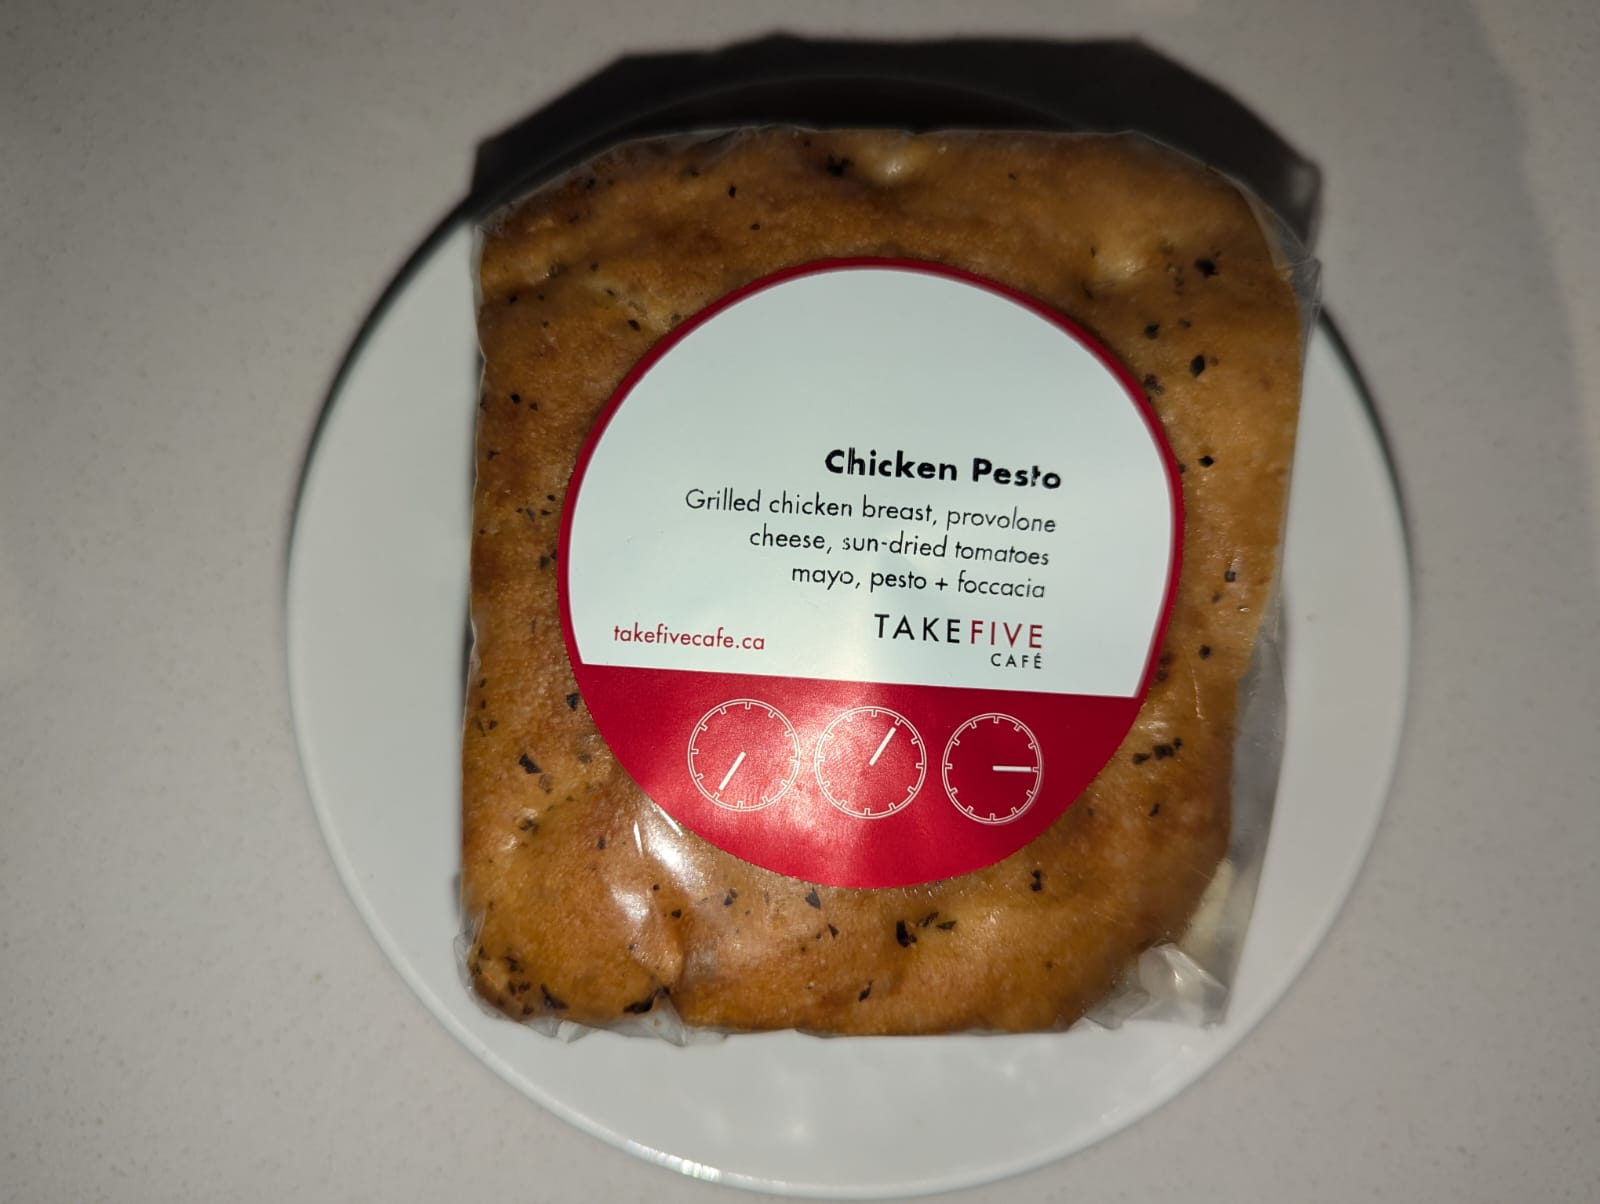 Chicken Pesto
Grilled chicken breast, provolone
cheese, sun-dried tomatoes
mayo, pesto + foccacia
takefivecafe.ca
TAKEFIVE
CAFÉ